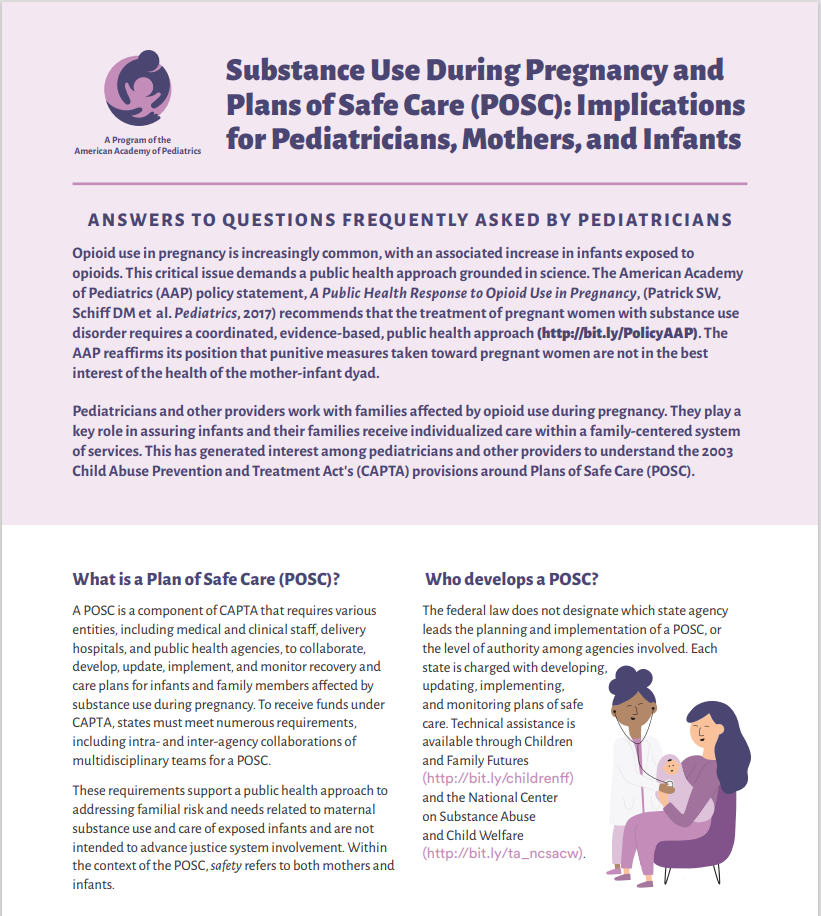 Substance Use During Pregnancy and
Plans of Safe Care (POSC): Implications
for Pediatricians, Mothers, and Infants
A Program of the
American Academy of Pediatrics
ANSWERS TO QUESTIONS FREQUENTLY ASKED BY PEDIATRICIANS
Opioid use in pregnancy is increasingly common, with an associated increase in infants exposed to
opioids. This critical issue demands a public health approach grounded in science. The American Academy
of Pediatrics (AAP) policy statement, A Public Health Response to Opioid Use in Pregnancy, (Patrick SW,
Schiff DM et al. Pediatrics, 2017) recommends that the treatment of pregnant women with substance use
disorder requires a coordinated, evidence-based, public health approach (http://bit.ly/PolicyAAP). The
AAP reaffirms its position that punitive measures taken toward pregnant women are not in the best
interest of the health of the mother-infant dyad.
Pediatricians and other providers work with families affected by opioid use during pregnancy. They play a
key role in assuring infants and their families receive individualized care within a family-centered system
of services. This has generated interest among pediatricians and other providers to understand the 2003
Child Abuse Prevention and Treatment Act's (CAPTA) provisions around Plans of Safe Care (POSC).
What is a Plan of Safe Care (POSC)?
A POSC is a component of CAPTA that requires various
entities, including medical and clinical staff, delivery
hospitals, and public health agencies, to collaborate,
develop, update, implement, and monitor recovery and
care plans for infants and family members affected by
substance use during pregnancy. To receive funds under
CAPTA, states must meet numerous requirements,
including intra- and inter-agency collaborations of
multidisciplinary teams for a POSC.
These requirements support a public health approach to
addressing familial risk and needs related to maternal
substance use and care of exposed infants and are not
intended to advance justice system involvement. Within
the context of the POSC, safety refers to both mothers and
infants.
Who develops a POSC?
The federal law does not designate which state agency
leads the planning and implementation of a POSC, or
the level of authority among agencies involved. Each
state is charged with developing,
updating, implementing,
and monitoring plans of safe
care. Technical assistance is
available through Children
and Family Futures
(http://bit.ly/childrenff)
and the National Center
on Substance Abuse
and Child Welfare
(http://bit.ly/ta_ncsacw).